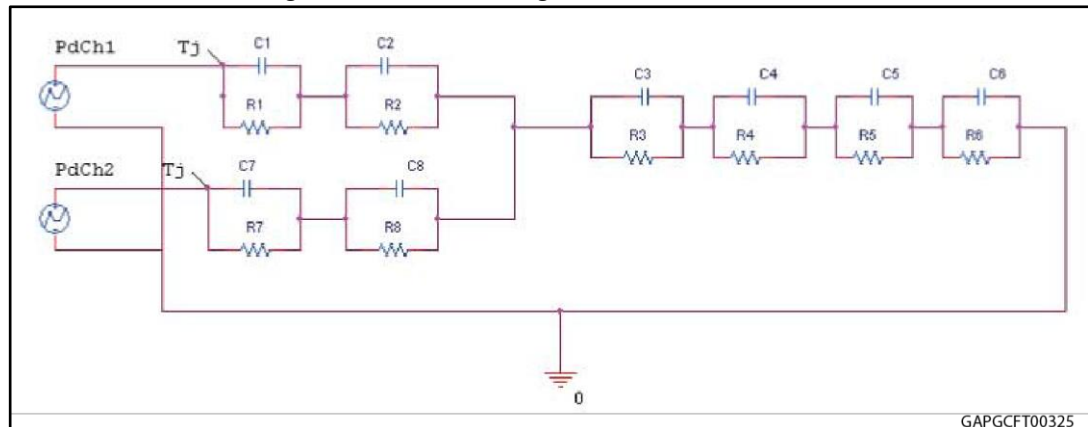 PdCh1
Tj
C1
C2
R1
R2
C3
C4
C5
C6
R3
R4
R5
R6
PdCh2
Tj
C7
C8
R7
R8
0
GAPGCFT00325